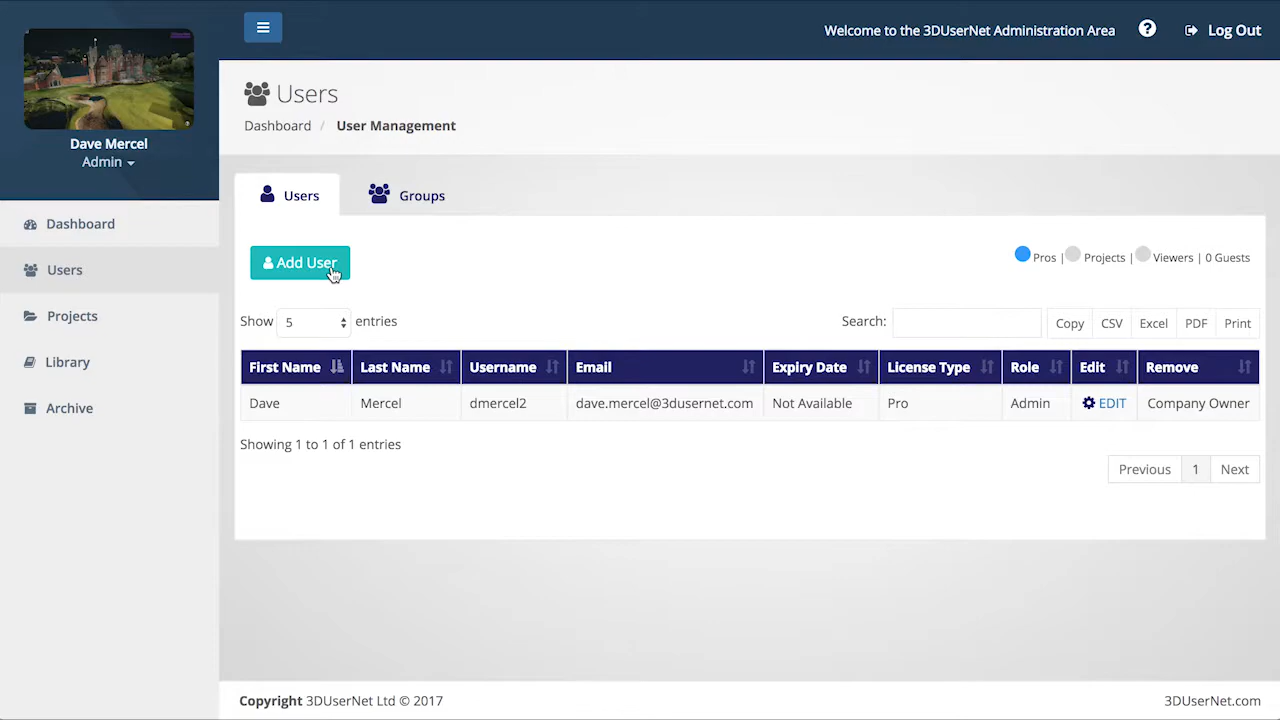 Welcome to the 3DUserNet Administration Area
Log Out
Dave Mercel
Admin
Dashboard
Users
Projects
Library
Archive
Users
Dashboard / User Management
Users
Groups
Add User
Pros | Projects | Viewers | 0 Guests
Show 5 entries
Search:
Copy CSV Excel PDF Print
First Name Last Name Username Email Expiry Date License Type Role Edit Remove
Dave Mercel dmercel2 dave.mercel@3dusernet.com Not Available Pro Admin EDIT Company Owner
Showing 1 to 1 of 1 entries
Previous 1 Next
Copyright 3DUserNet Ltd © 2017
3DUserNet.com